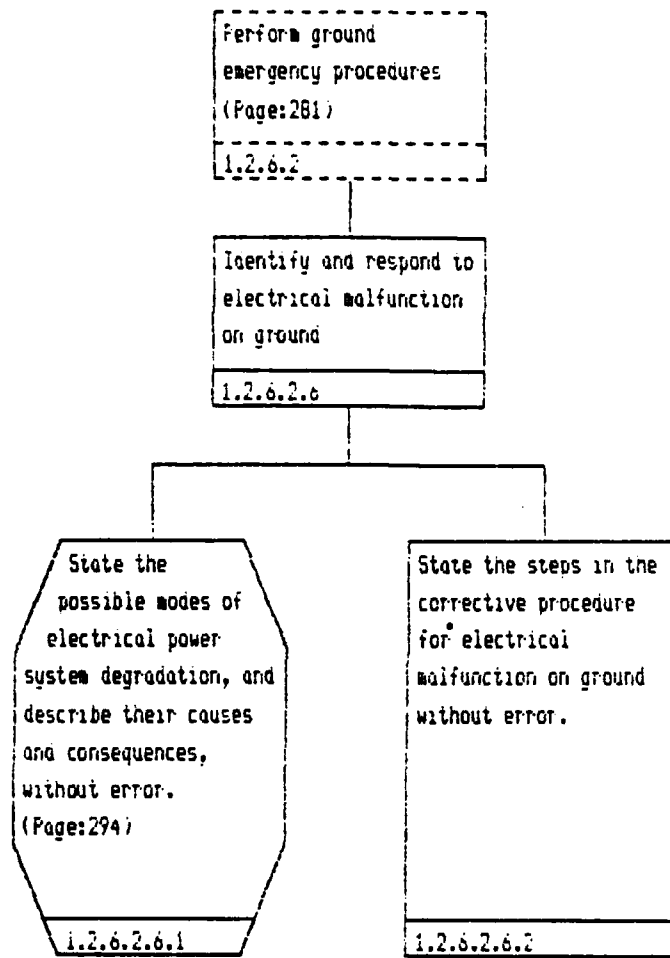 Perform ground
emergency procedures
(Page:281)
1.2.6.2
Identify and respond to
electrical malfunction
on ground
1.2.6.2.6
State the
possible modes of
electrical power
system degradation, and
describe their causes
and consequences,
without error.
(Page:294)
1.2.6.2.6.1
State the steps in the
corrective procedure
for electrical
malfunction on ground
without error.
1.2.6.2.6.2